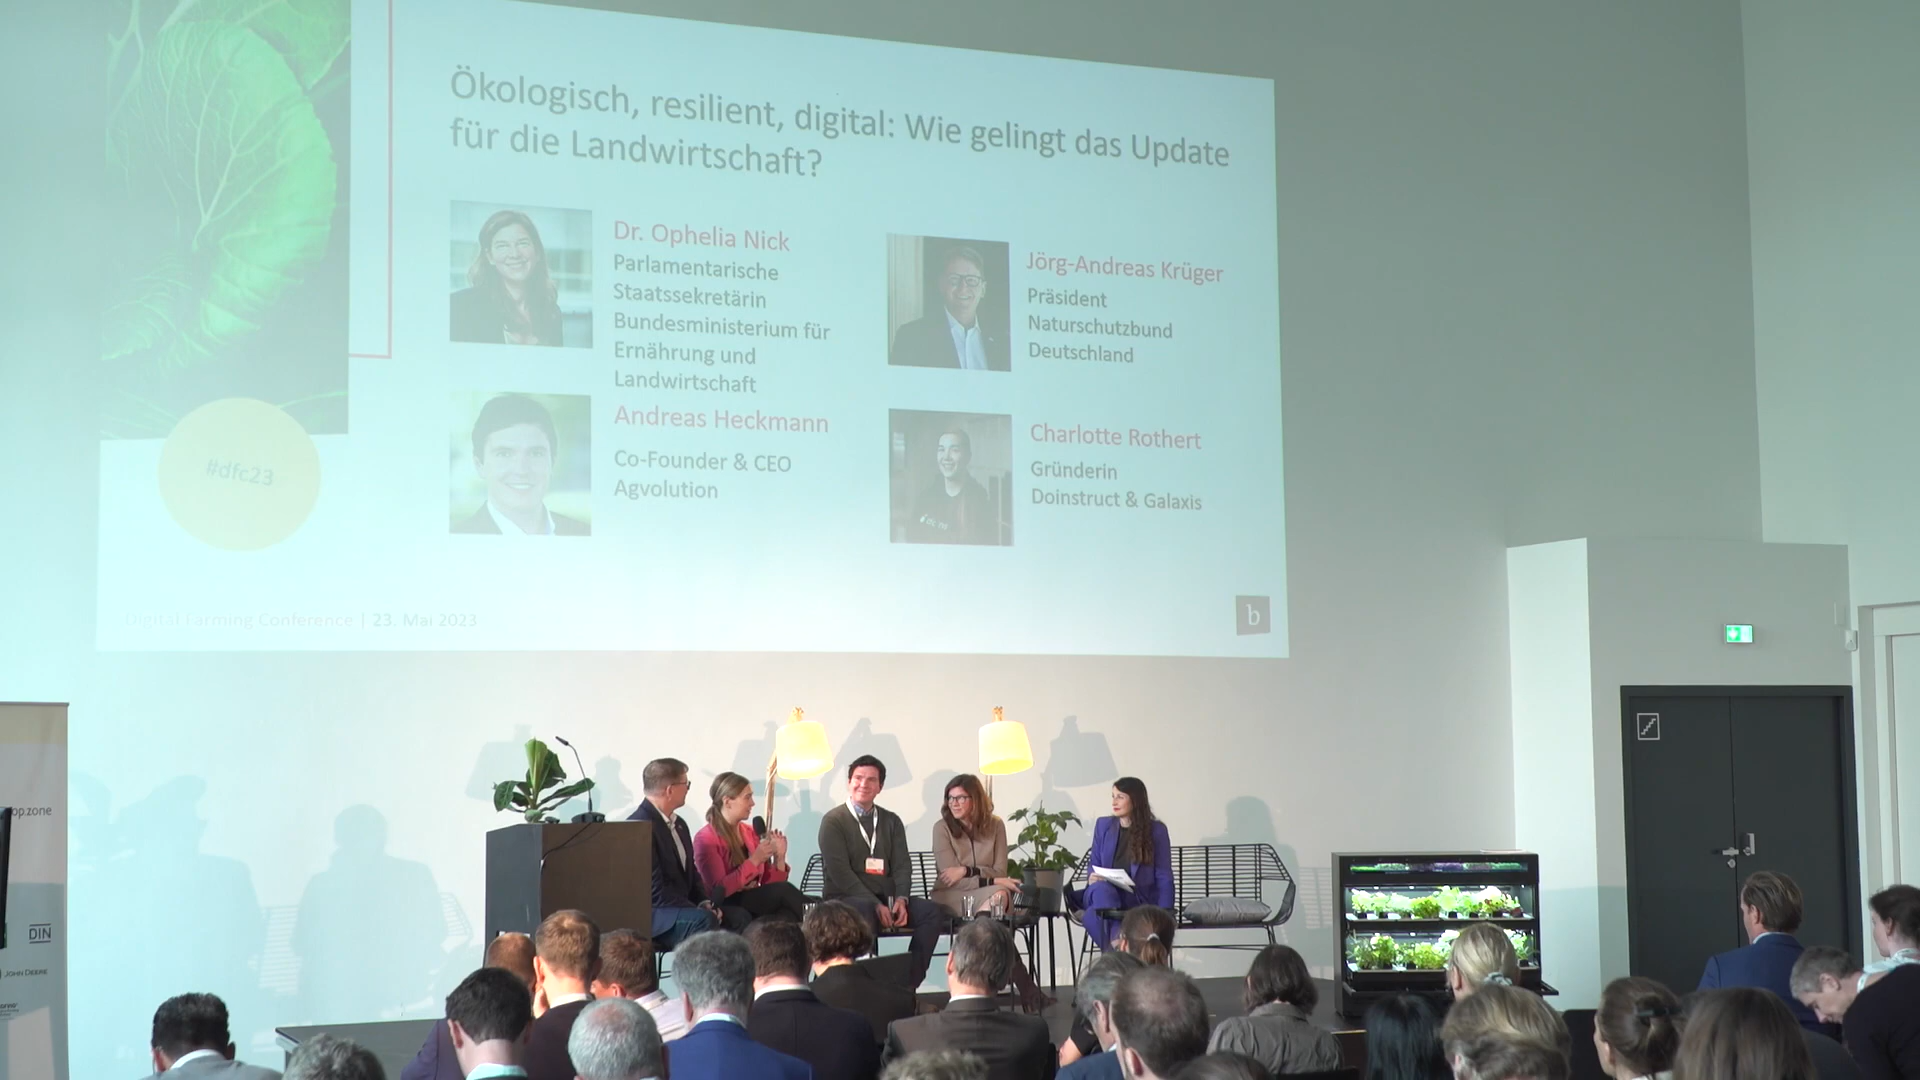 Ökologisch, resilient, digital: Wie gelingt das Update
für die Landwirtschaft?
Dr. Ophelia Nick
Parlamentarische
Staatssekretärin
Bundesministerium für
Ernährung und
Landwirtschaft
Jörg-Andreas Krüger
Präsident
Naturschutzbund
Deutschland
Andreas Heckmann
Co-Founder & CEO
Agvolution
Charlotte Rothert
Gründerin
Doinstruct & Galaxis
#dfc23
Digital Farming Conference | 23. Mai 2023
b
DIN
JOHN DEERE